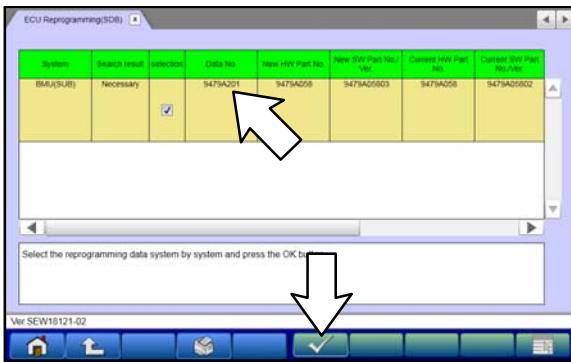 ECU Reprogramming(SDB) x
System Search result selection Data No. New HW Part No. New SW Part No./ Ver. Current HW Part No. Current SW Part No./Ver.
BMU(SUB) Necessary 9479A201 9479A058 9479A05803 9479A058 9479A05802
Select the reprogramming data system by system and press the OK
Ver.SEW18121-02